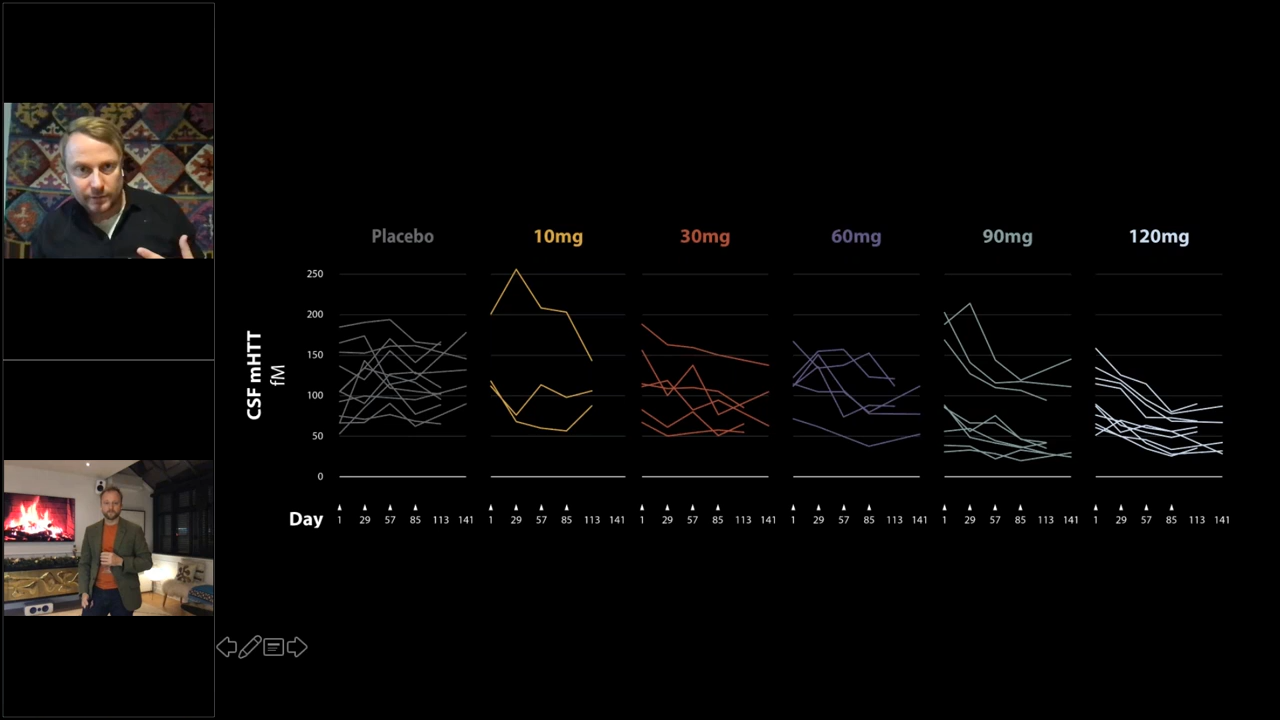 Placebo 10mg 30mg 60mg 90mg 120mg
CSF mHTT
fM
250
200
150
100
50
0
Day 1 29 57 85 113 141 1 29 57 85 113 141 1 29 57 85 113 141 1 29 57 85 113 141 1 29 57 85 113 141 1 29 57 85 113 141